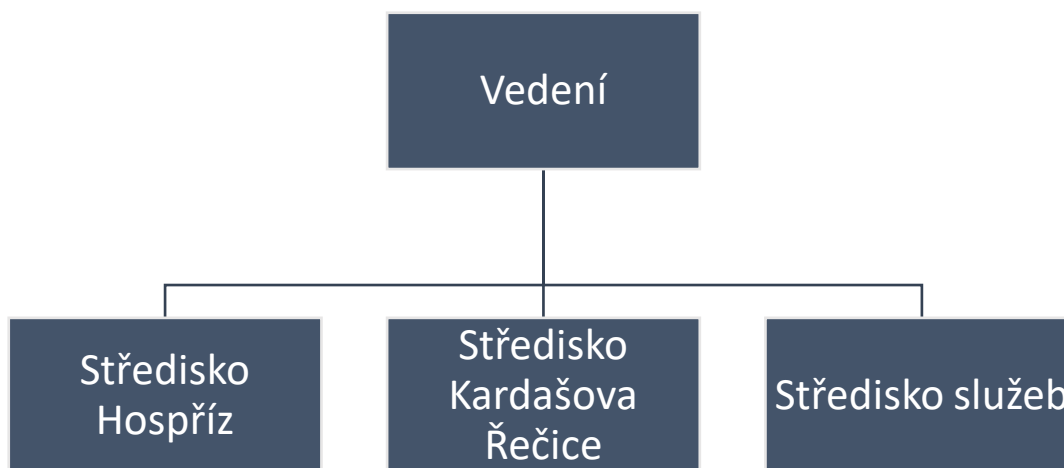 Vedení
Středisko
Hospříz
Středisko
Kardašova
Řečice
Středisko služeb